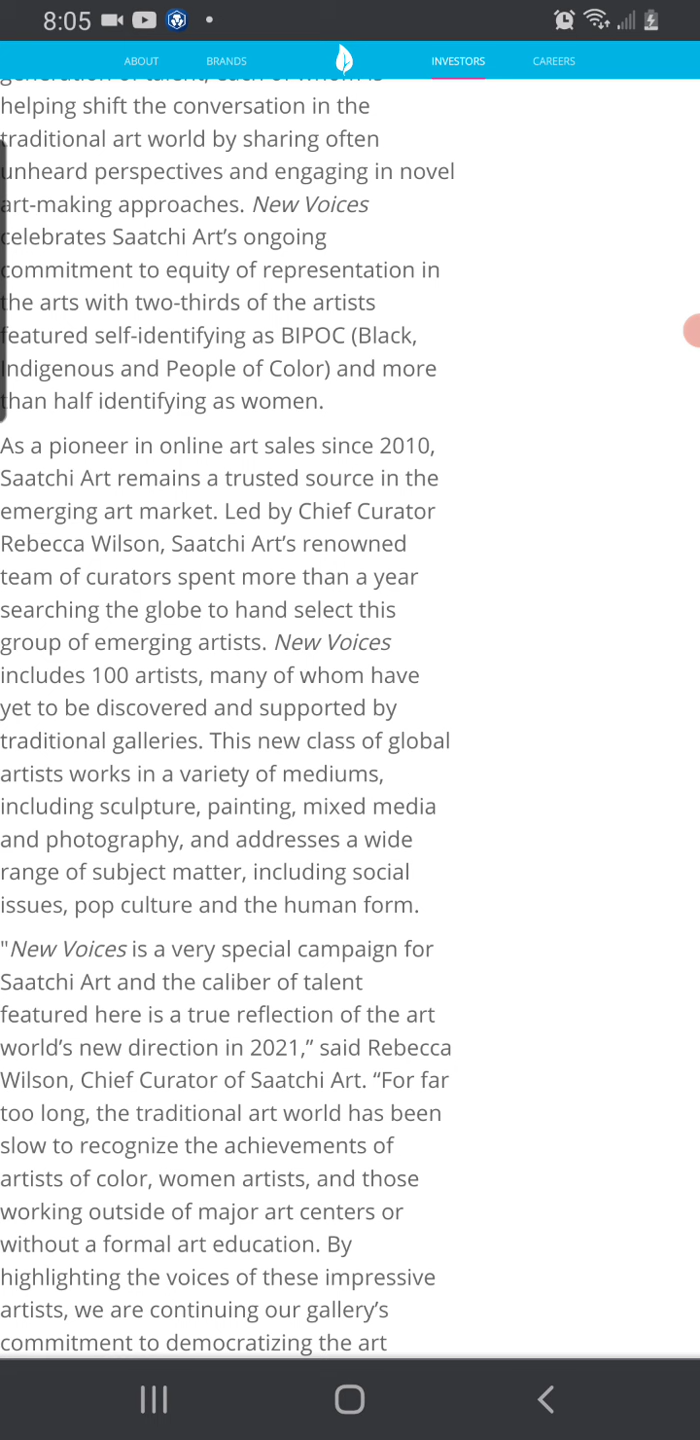 8:05
ABOUT BRANDS INVESTORS CAREERS
helping shift the conversation in the
traditional art world by sharing often
unheard perspectives and engaging in novel
art-making approaches. New Voices
celebrates Saatchi Art's ongoing
commitment to equity of representation in
the arts with two-thirds of the artists
featured self-identifying as BIPOC (Black,
Indigenous and People of Color) and more
than half identifying as women.
As a pioneer in online art sales since 2010,
Saatchi Art remains a trusted source in the
emerging art market. Led by Chief Curator
Rebecca Wilson, Saatchi Art's renowned
team of curators spent more than a year
searching the globe to hand select this
group of emerging artists. New Voices
includes 100 artists, many of whom have
yet to be discovered and supported by
traditional galleries. This new class of global
artists works in a variety of mediums,
including sculpture, painting, mixed media
and photography, and addresses a wide
range of subject matter, including social
issues, pop culture and the human form.
"New Voices is a very special campaign for
Saatchi Art and the caliber of talent
featured here is a true reflection of the art
world's new direction in 2021,” said Rebecca
Wilson, Chief Curator of Saatchi Art. “For far
too long, the traditional art world has been
slow to recognize the achievements of
artists of color, women artists, and those
working outside of major art centers or
without a formal art education. By
highlighting the voices of these impressive
artists, we are continuing our gallery’s
commitment to democratizing the art